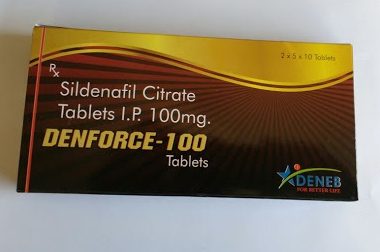 2 x 5 x 10 Tablets
Rx
Sildenafil Citrate
Tablets I.P. 100mg.
DENFORCE-100
Tablets
DENEB
FOR BETTER LIFE